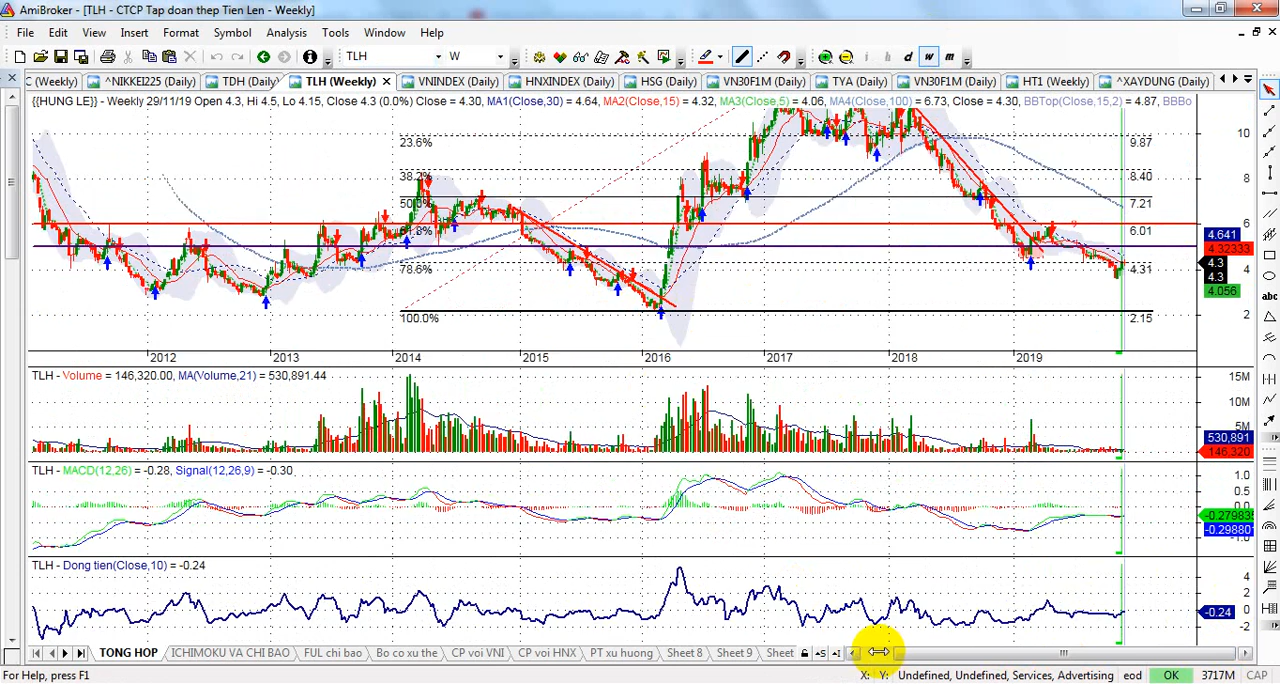 AmiBroker - [TLH - CTCP Tap doan thep Tien Len - Weekly]
File Edit View Insert Format Symbol Analysis Tools Window Help
TLH W i h d w m
C (Weekly) ^NIKKEI225 (Daily) TDH (Daily) TLH (Weekly) VNINDEX (Daily) HNXINDEX (Daily) HSG (Daily) VN30F1M (Daily) TYA (Daily) VN30F1M (Daily) HT1 (Weekly) ^XAYDUNG (Daily)
{{HUNG LE}} - Weekly 29/11/19 Open 4.3, Hi 4.5, Lo 4.15, Close 4.3 (0.0%) Close = 4.30, MA1(Close,30) = 4.64, MA2(Close,15) = 4.32, MA3(Close,5) = 4.06, MA4(Close,100) = 6.73, Close = 4.30, BBTop(Close,15,2) = 4.87, BBBo
10
23.6% 9.87
38.2% 8.40 8
50.0% 7.21
61.8% 6.01 6
4.641
4.32333
4.3
78.6% 4.31 4
4.3
4.056
100.0% 2.15 2
2012 2013 2014 2015 2016 2017 2018 2019
TLH - Volume = 146,320.00, MA(Volume,21) = 530,891.44
15M
10M
5M
530,891
146,320
TLH - MACD(12,26) = -0.28, Signal(12,26,9) = -0.30
1.0
0.5
-0.279835
-0.29880
-1.0
TLH - Dong tien(Close,10) = -0.24
4
2
0
-0.24
-2
TONG HOP ICHIMOKU VA CHI BAO FUL chi bao Bo co xu the CP voi VNI CP voi HNX PT xu huong Sheet 8 Sheet 9 Sheet
For Help, press F1 X: Y: Undefined, Undefined, Services, Advertising eod OK 3717M CAP